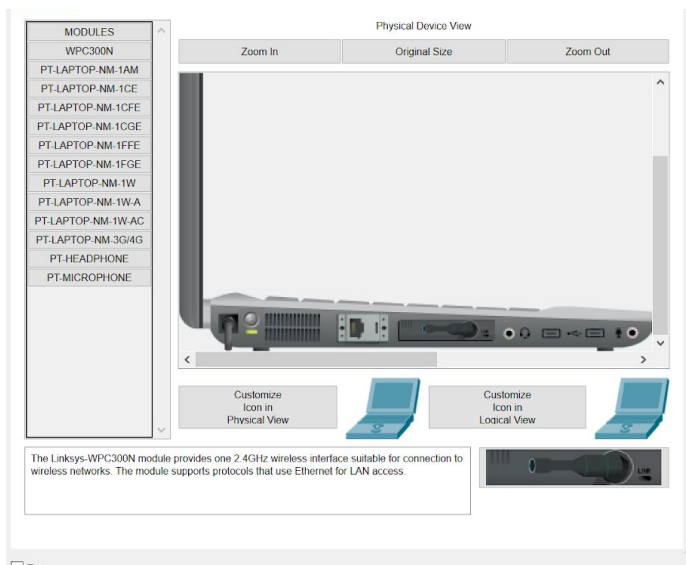 Physical Device View
MODULES
WPC300N
PT-LAPTOP-NM-1AM
PT-LAPTOP-NM-1CE
PT-LAPTOP-NM-1CFE
PT-LAPTOP-NM-1CGE
PT-LAPTOP-NM-1FFE
PT-LAPTOP-NM-1FGE
PT-LAPTOP-NM-1W
PT-LAPTOP-NM-1W-A
PT-LAPTOP-NM-1W-AC
PT-LAPTOP-NM-3G/4G
PT-HEADPHONE
PT-MICROPHONE
Zoom In
Original Size
Zoom Out
Customize
Icon in
Physical View
Customize
Icon in
Logical View
The Linksys-WPC300N module provides one 2.4GHz wireless interface suitable for connection to
wireless networks. The module supports protocols that use Ethernet for LAN access.